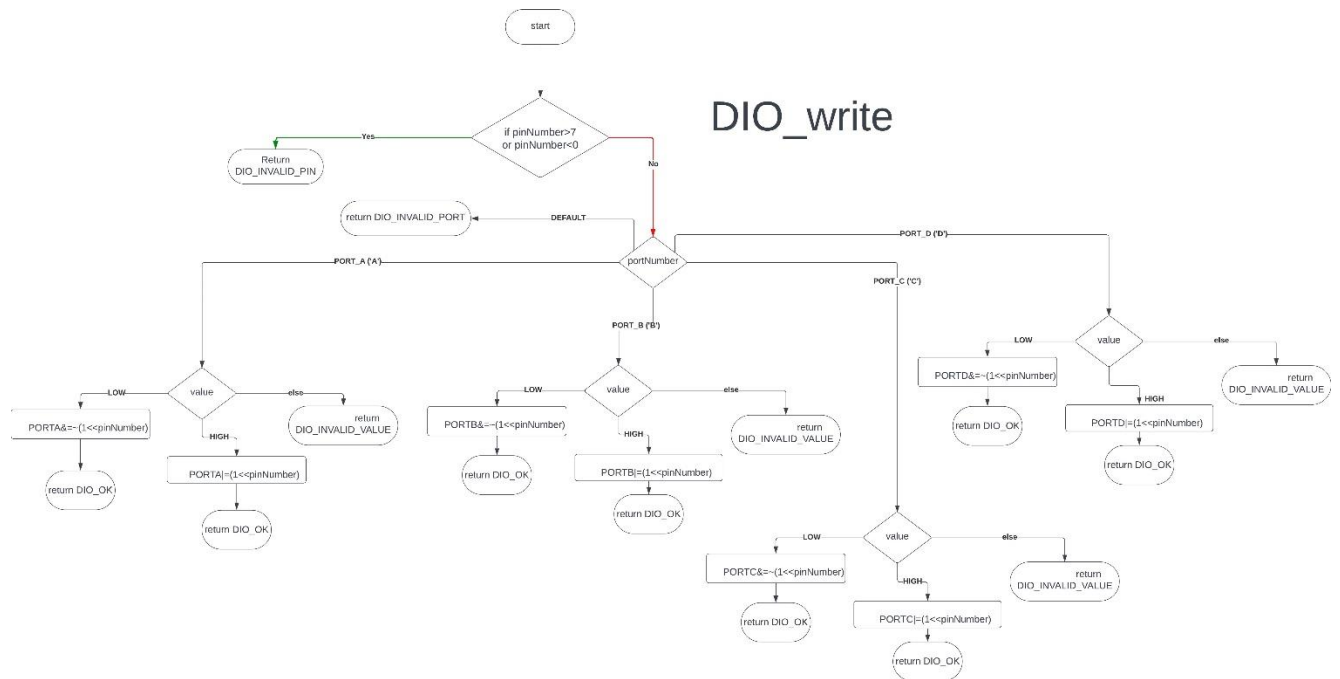 start
DIO_write
if pinNumber>7
or pinNumber<0
Yes
No
Return
DIO_INVALID_PIN
return DIO_INVALID_PORT
DEFAULT
portNumber
PORT_A ('A')
PORT_B ('B')
PORT_C ('C')
PORT_D ('D')
value
LOW
else
HIGH
PORTA&=~(1<<pinNumber)
return
DIO_INVALID_VALUE
PORTA|=(1<<pinNumber)
return DIO_OK
return DIO_OK
value
LOW
else
HIGH
PORTB&=~(1<<pinNumber)
return
DIO_INVALID_VALUE
PORTB|=(1<<pinNumber)
return DIO_OK
return DIO_OK
value
LOW
else
HIGH
PORTC&=~(1<<pinNumber)
return
DIO_INVALID_VALUE
PORTC|=(1<<pinNumber)
return DIO_OK
return DIO_OK
value
LOW
else
HIGH
PORTD&=~(1<<pinNumber)
return
DIO_INVALID_VALUE
PORTD|=(1<<pinNumber)
return DIO_OK
return DIO_OK